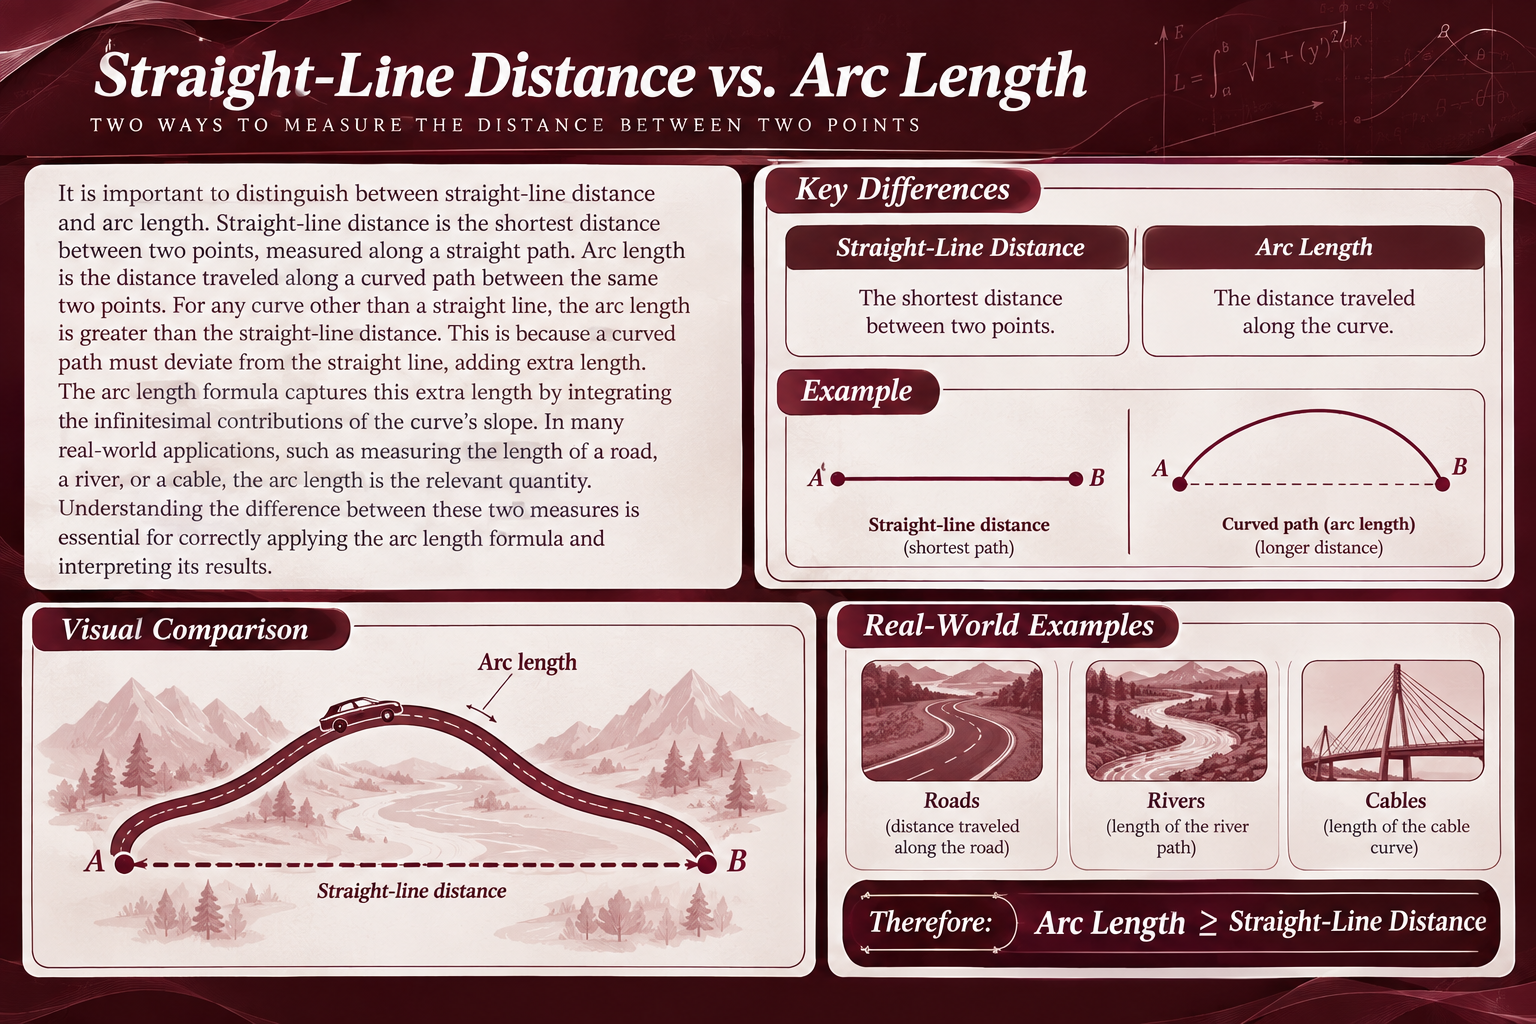 Straight-Line Distance vs. Arc Length
TWO WAYS TO MEASURE THE DISTANCE BETWEEN TWO POINTS
L = ∫ₐᴮ √1 + (y')² dx
It is important to distinguish between straight-line distance
and arc length. Straight-line distance is the shortest distance
between two points, measured along a straight path. Arc length
is the distance traveled along a curved path between the same
two points. For any curve other than a straight line, the arc length
is greater than the straight-line distance. This is because a curved
path must deviate from the straight line, adding extra length.
The arc length formula captures this extra length by integrating
the infinitesimal contributions of the curve's slope. In many
real-world applications, such as measuring the length of a road,
a river, or a cable, the arc length is the relevant quantity.
Understanding the difference between these two measures is
essential for correctly applying the arc length formula and
interpreting its results.
Key Differences
Straight-Line Distance
The shortest distance
between two points.
Arc Length
The distance traveled
along the curve.
Example
A B
Straight-line distance
(shortest path)
A B
Curved path (arc length)
(longer distance)
Visual Comparison
Arc length
A B
Straight-line distance
Real-World Examples
Roads
(distance traveled
along the road)
Rivers
(length of the river
path)
Cables
(length of the cable
curve)
Therefore: Arc Length ≥ Straight-Line Distance